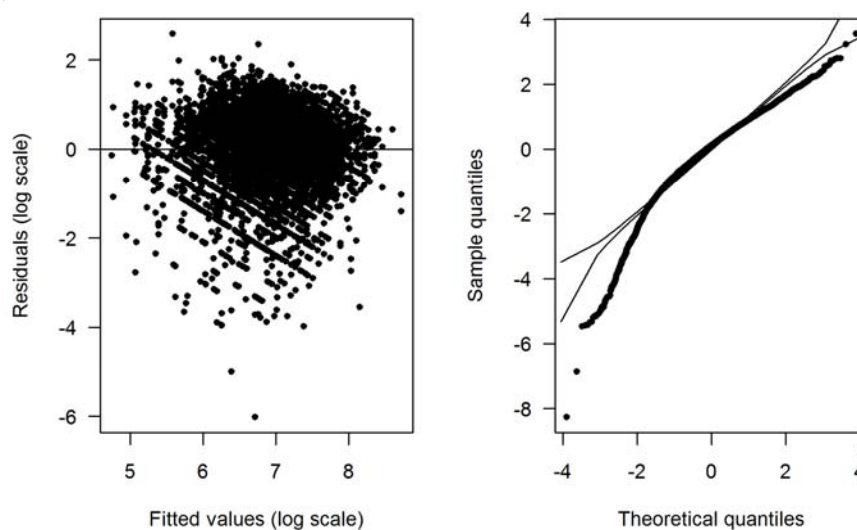 2
0
-2
-4
-6
5 6 7 8
Residuals (log scale)
Fitted values (log scale)
4
2
0
-2
-4
-6
-8
-4 -2 0 2 4
Sample quantiles
Theoretical quantiles